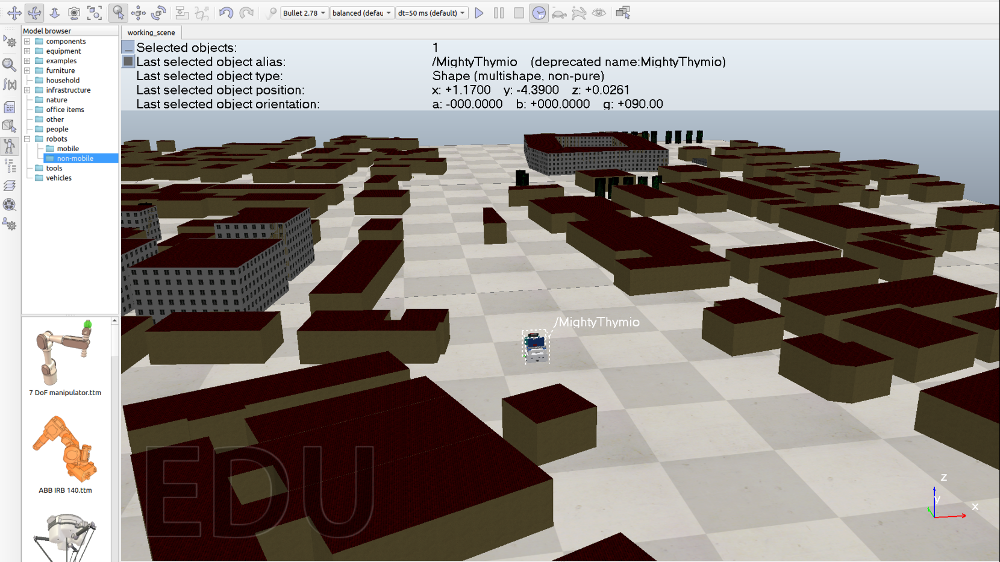 Bullet 2.78
balanced (defau
dt=50 ms (default)
Model browser
working_scene
components
equipment
examples
furniture
household
infrastructure
nature
office items
other
people
robots
mobile
non-mobile
tools
vehicles
Selected objects: 1
Last selected object alias: /MightyThymio (deprecated name:MightyThymio)
Last selected object type: Shape (multishape, non-pure)
Last selected object position: x: +1.1700 y: -4.3900 z: +0.0261
Last selected object orientation: a: -000.0000 b: +000.0000 g: +090.00
/MightyThymio
7 DoF manipulator.ttm
ABB IRB 140.ttm
EDU
z
y
x
f(x)